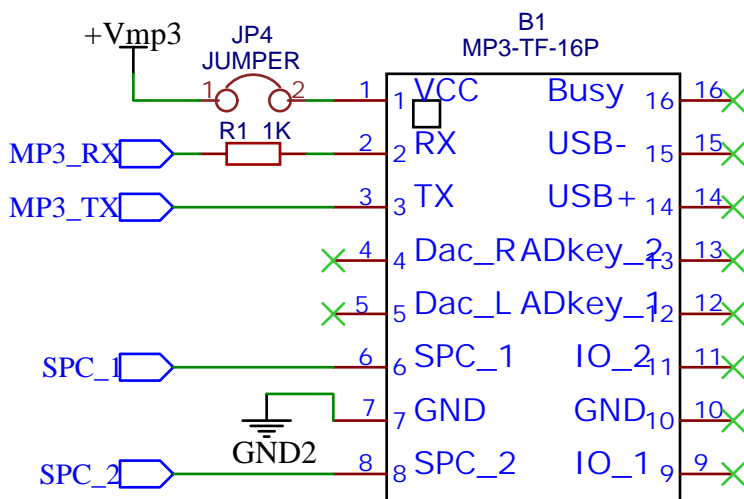 B1
MP3-TF-16P
+Vmp3
JP4
JUMPER
1 2
1 1 VCC Busy 16 16
R1 1K
MP3_RX 2 2 RX USB- 15 15
MP3_TX 3 3 TX USB+ 14 14
4 4 Dac_R ADkey_2 13 13
5 5 Dac_L ADkey_1 12 12
SPC_1 6 6 SPC_1 IO_2 11 11
7 7 GND GND 10 10
GND2
SPC_2 8 8 SPC_2 IO_1 9 9